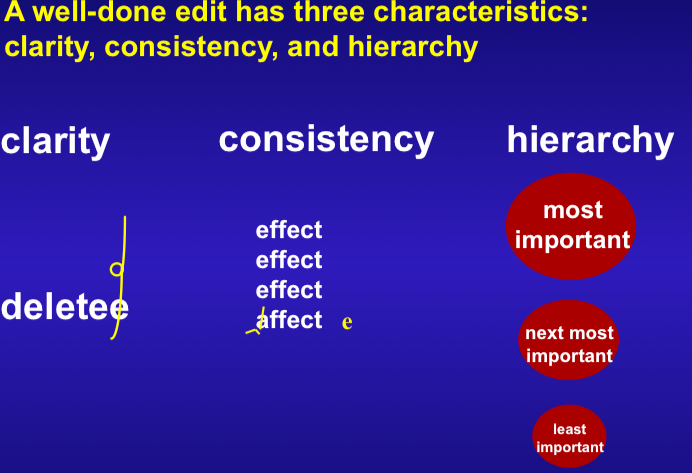 A well-done edit has three characteristics:
clarity, consistency, and hierarchy
clarity
deletee
consistency
effect
effect
effect
affect e
hierarchy
most
important
next most
important
least
important